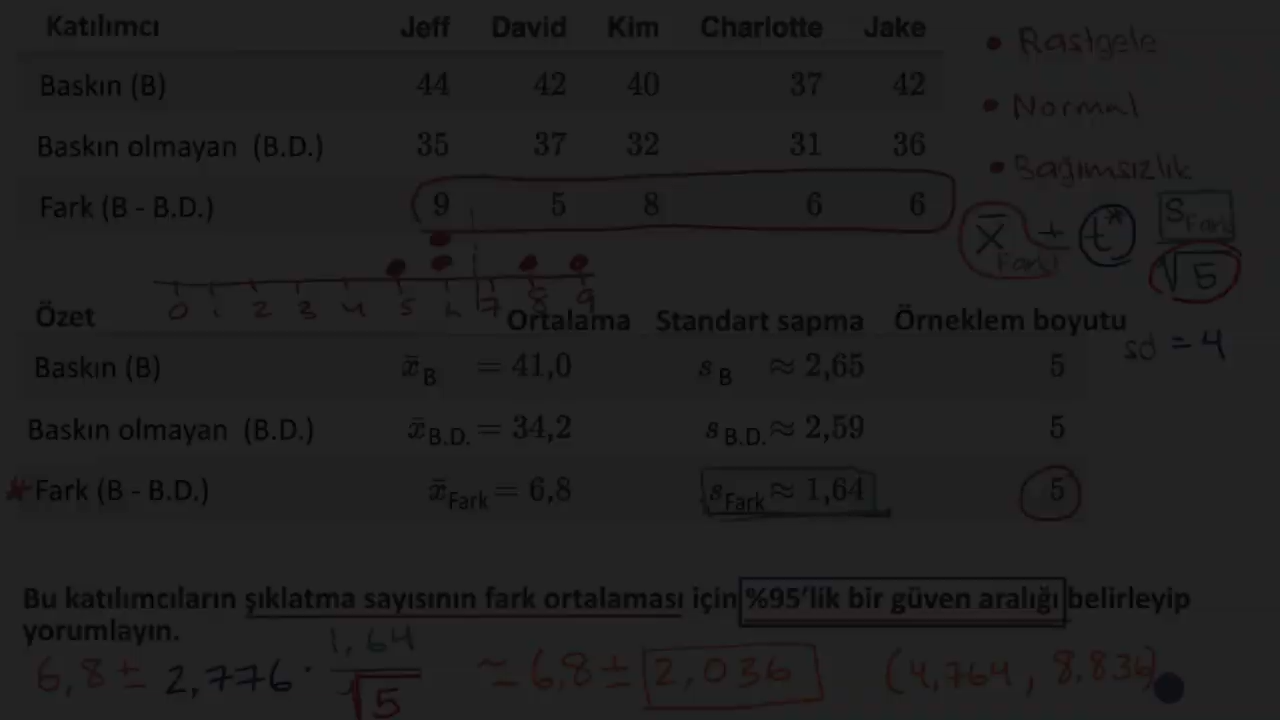 Katılımcı Jeff David Kim Charlotte Jake
Baskın (B) 44 42 40 37 42
Baskın olmayan (B.D.) 35 37 32 31 36
Fark (B - B.D.) 9 5 8 6 6
• Rastgele
• Normal
• Bağımsızlık
x̄Fark ± t* SFark / √5
0 1 2 3 4 5 6 7 8 9
sd = 4
Özet Ortalama Standart sapma Örneklem boyutu
Baskın (B) x̄B = 41,0 sB ≈ 2,65 5
Baskın olmayan (B.D.) x̄B.D. = 34,2 sB.D. ≈ 2,59 5
* Fark (B - B.D.) x̄Fark = 6,8 sFark ≈ 1,64 5
Bu katılımcıların şıklatma sayısının fark ortalaması için %95'lik bir güven aralığı belirleyip
yorumlayın.
6,8 ± 2,776 · 1,64 / √5 ≃ 6,8 ± 2,036 (4,764, 8.836)